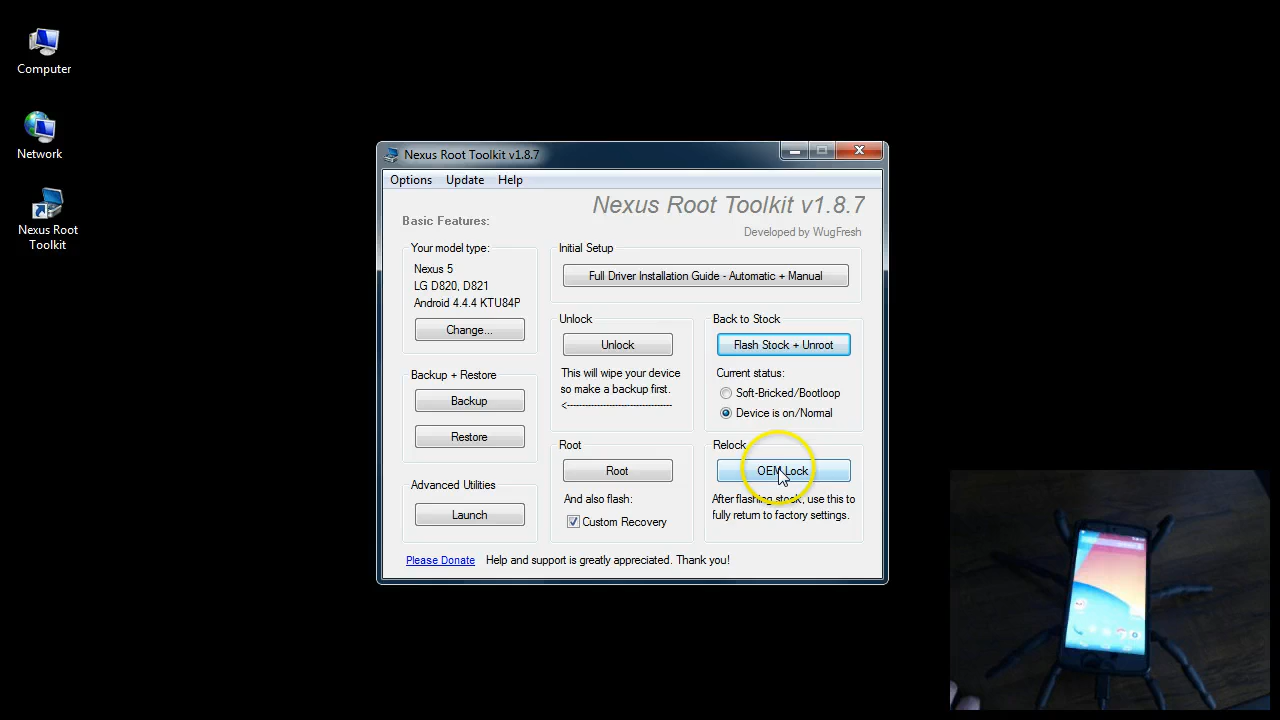 Computer
Network
Nexus Root
Toolkit
Nexus Root Toolkit v1.8.7
Options Update Help
Nexus Root Toolkit v1.8.7
Developed by WugFresh
Basic Features:
Your model type:
Nexus 5
LG D820, D821
Android 4.4.4 KTU84P
Change...
Initial Setup
Full Driver Installation Guide - Automatic + Manual
Unlock
Unlock
This will wipe your device
so make a backup first.
<-----------------------------------
Back to Stock
Flash Stock + Unroot
Current status:
Soft-Bricked/Bootloop
Device is on/Normal
Backup + Restore
Backup
Restore
Root
Root
And also flash:
Custom Recovery
Relock
OEM Lock
After flashing stock, use this to
fully return to factory settings.
Advanced Utilities
Launch
Please Donate Help and support is greatly appreciated. Thank you!